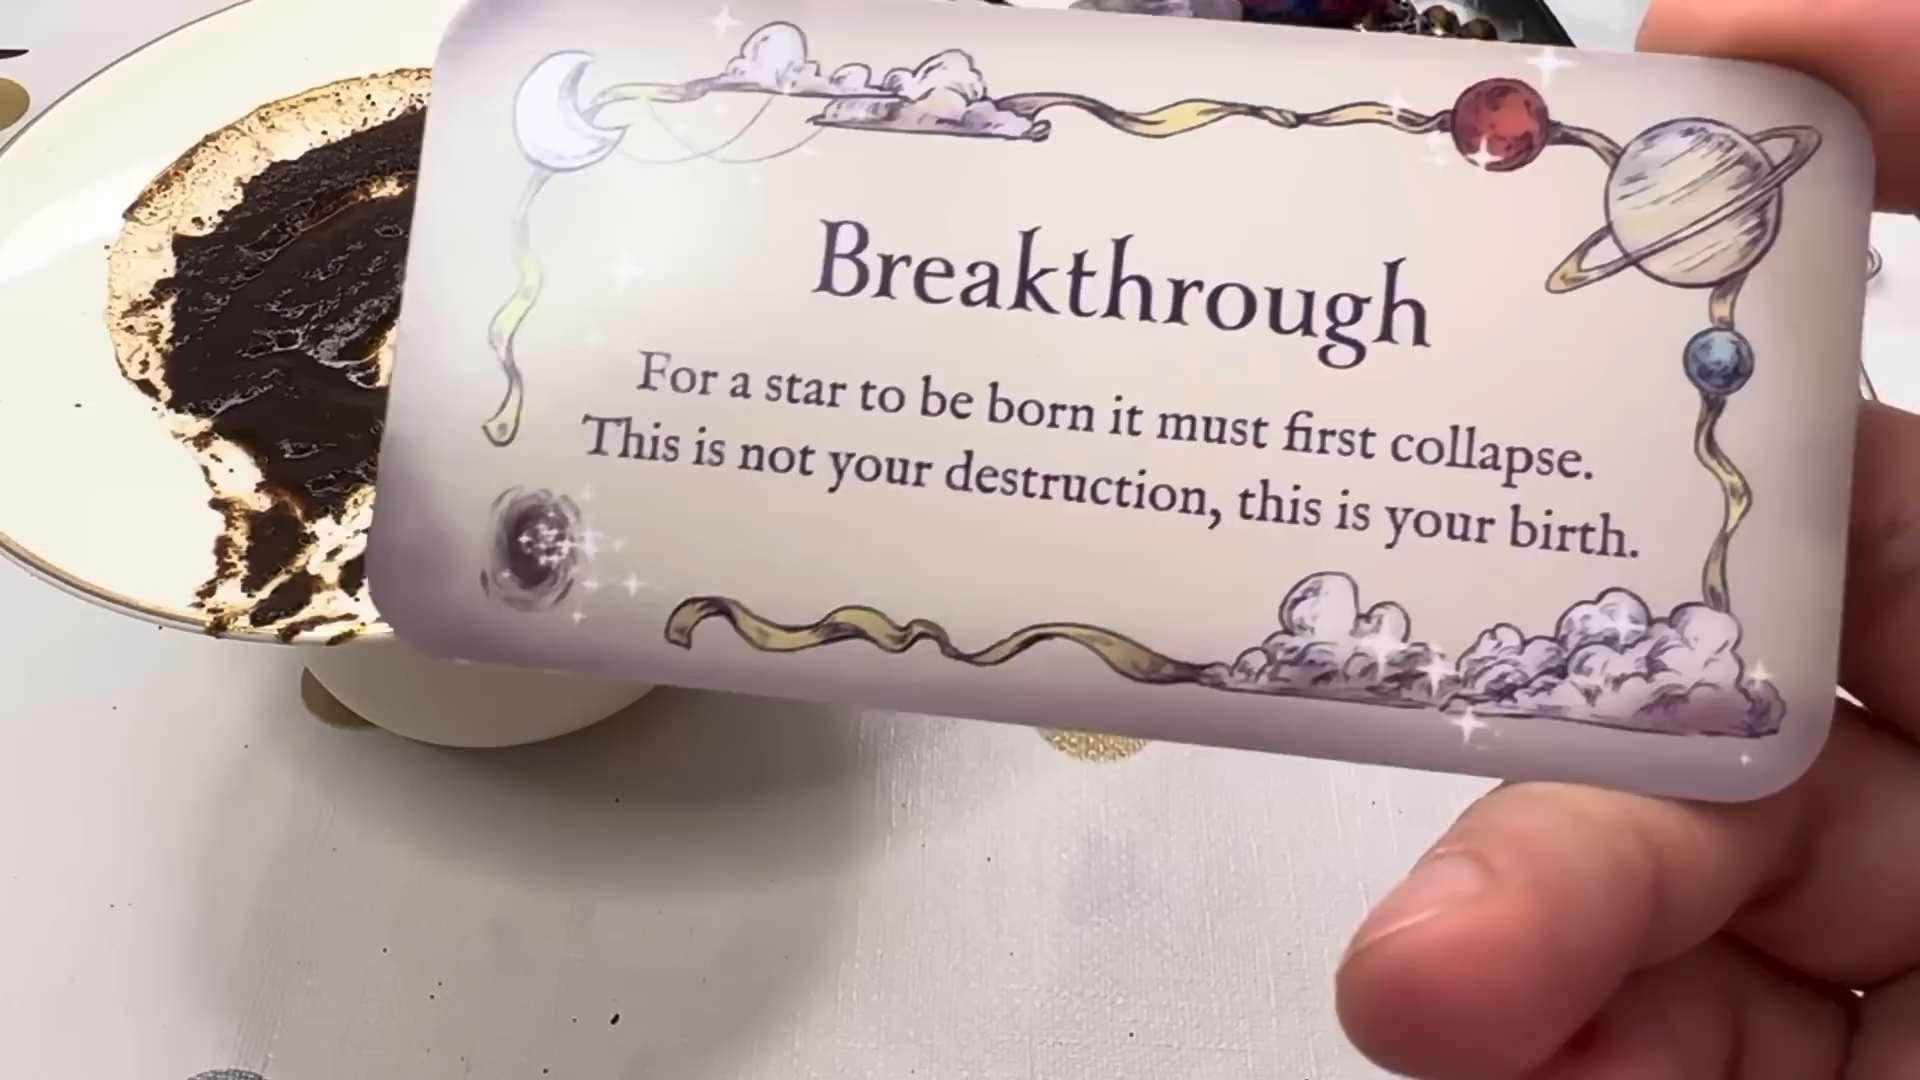 Breakthrough
For a star to be born it must first collapse.
This is not your destruction, this is your birth.